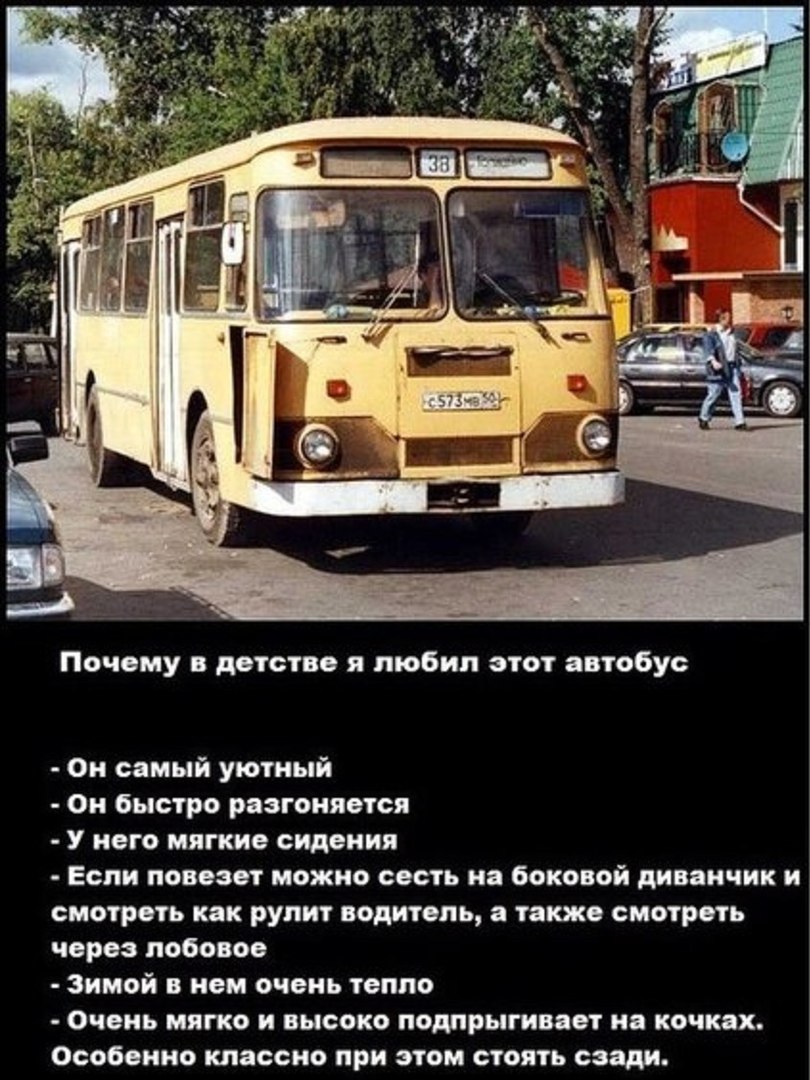 38
с573мв 50
Почему в детстве я любил этот автобус
- Он самый уютный
- Он быстро разгоняется
- У него мягкие сидения
- Если повезет можно сесть на боковой диванчик и
смотреть как рулит водитель, а также смотреть
через лобовое
- Зимой в нем очень тепло
- Очень мягко и высоко подпрыгивает на кочках.
Особенно классно при этом стоять сзади.